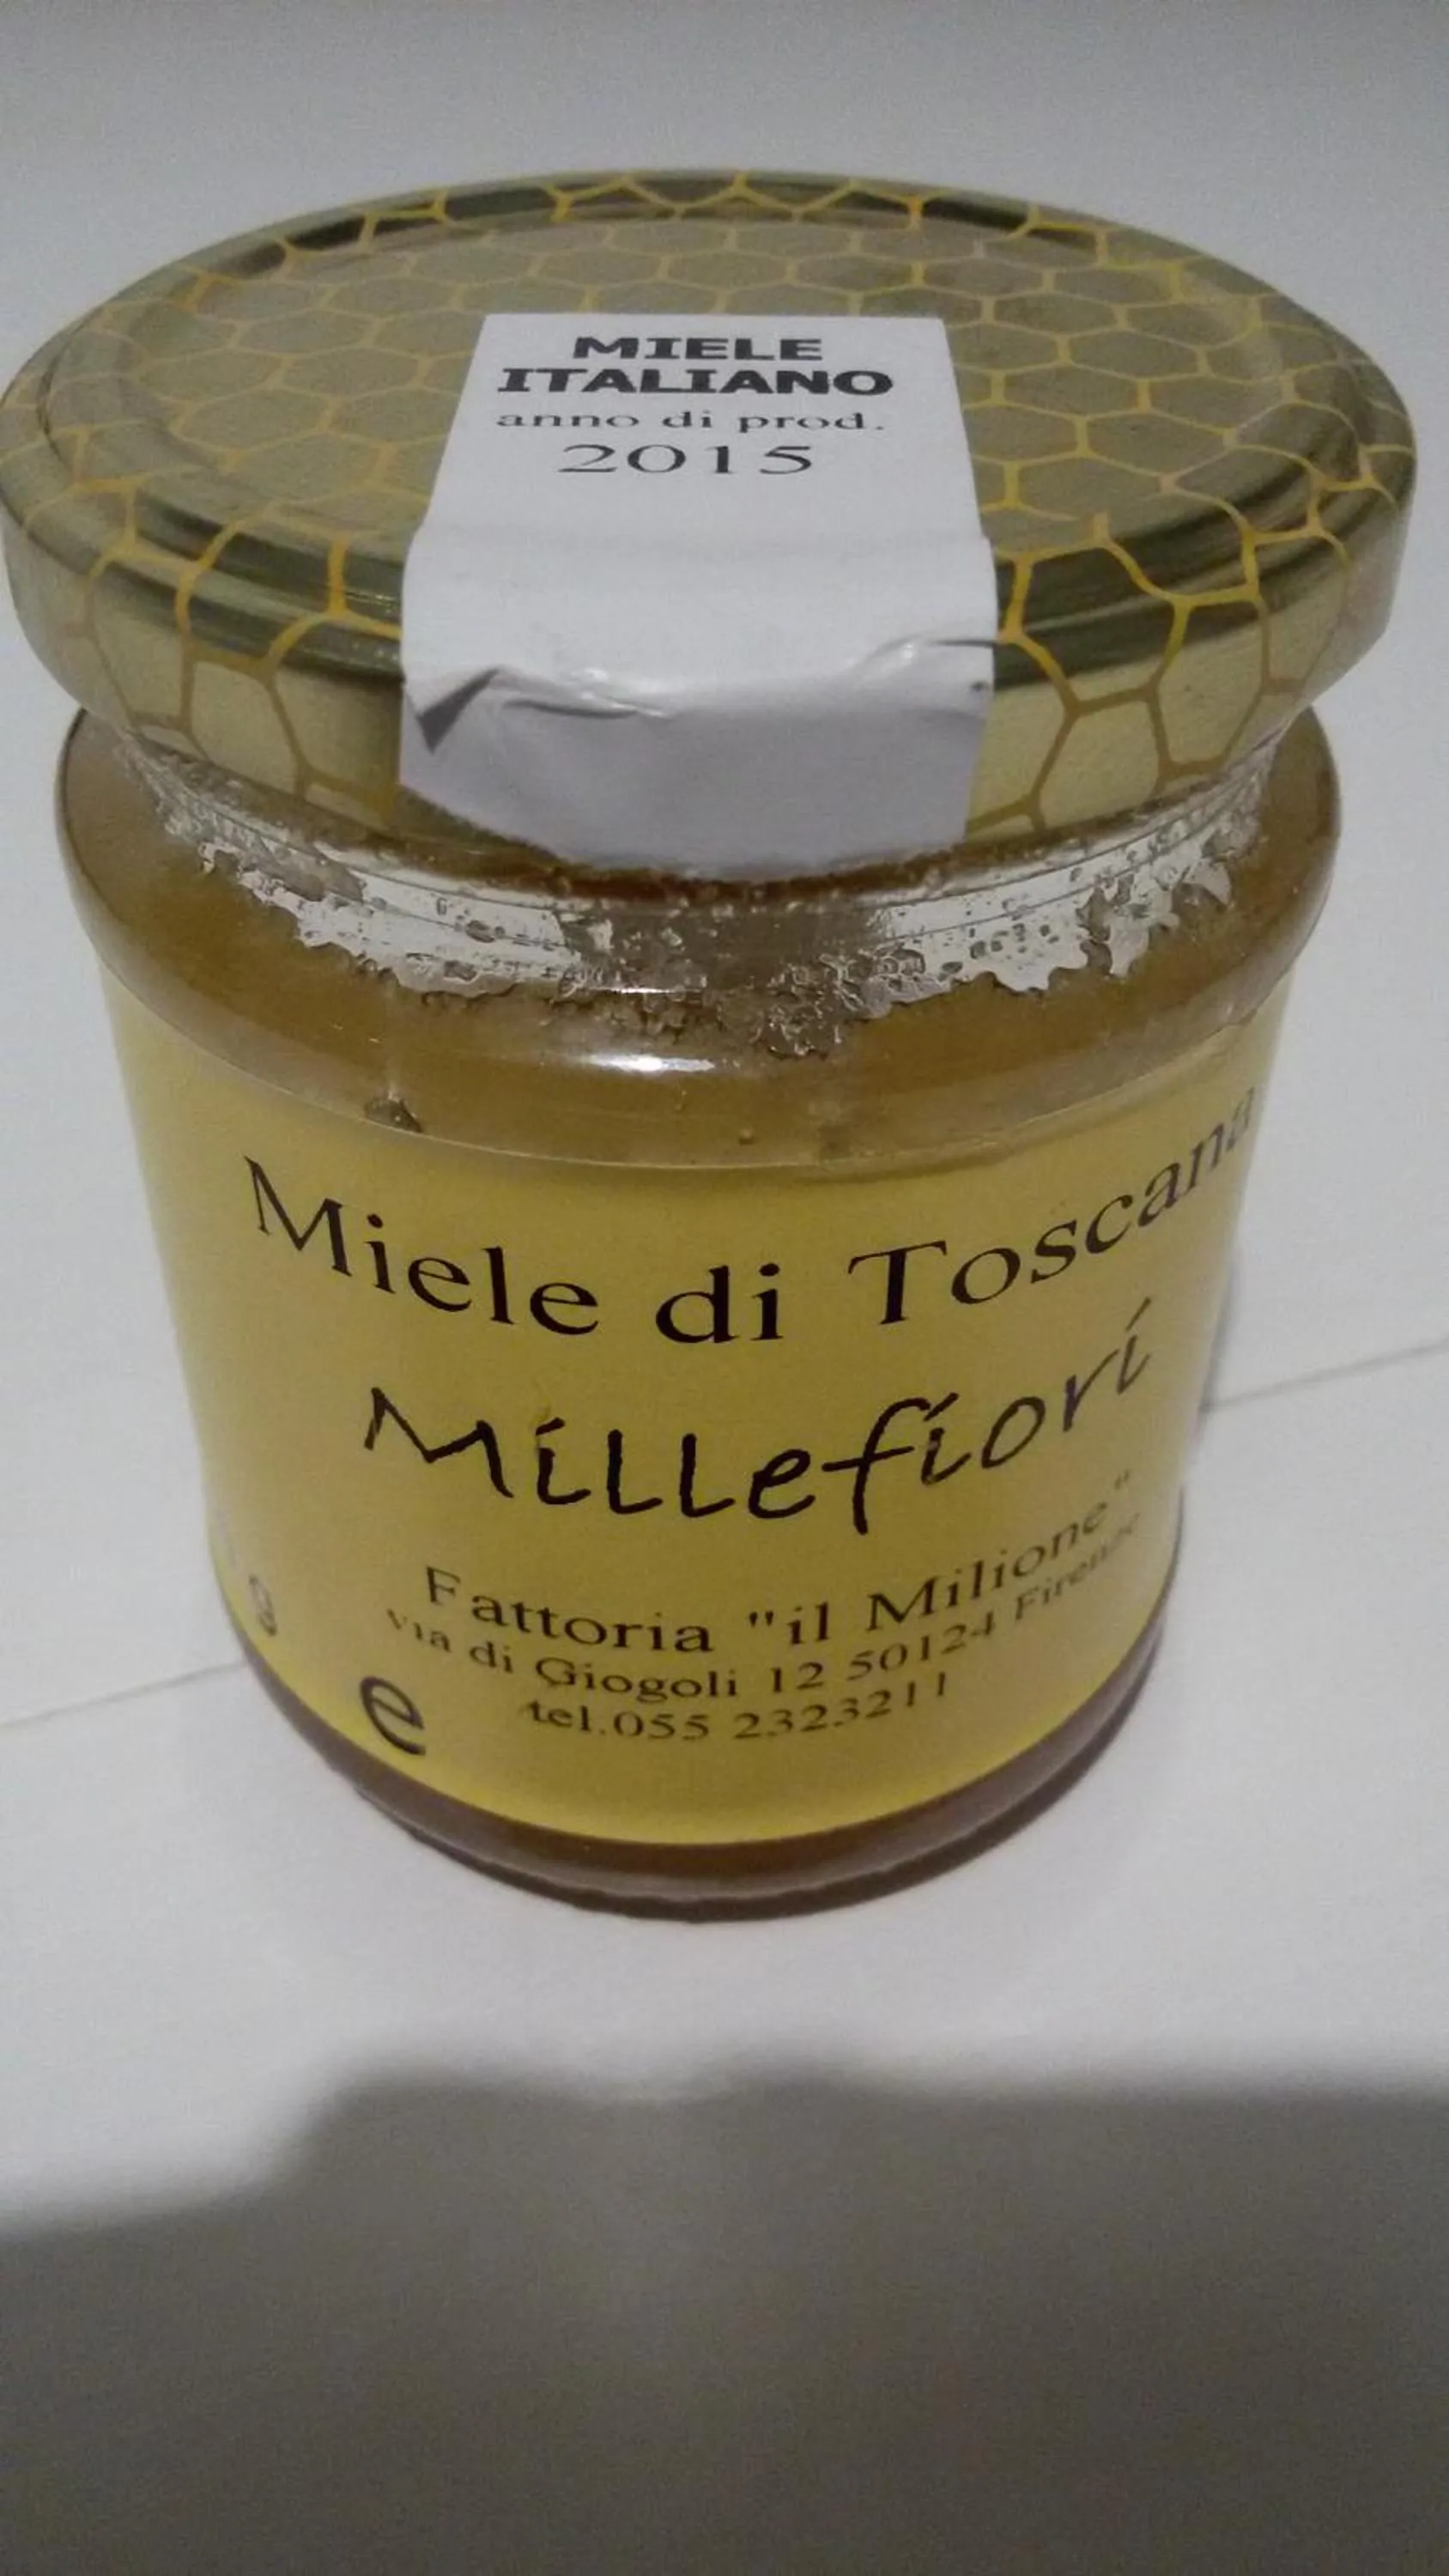 MIELE
ITALIANO
anno di prod.
2015
Miele di Toscana
Millefiori
Fattoria "il Milione"
via di Giogoli 12 50124 Firenze
tel.055 2323211
g
e